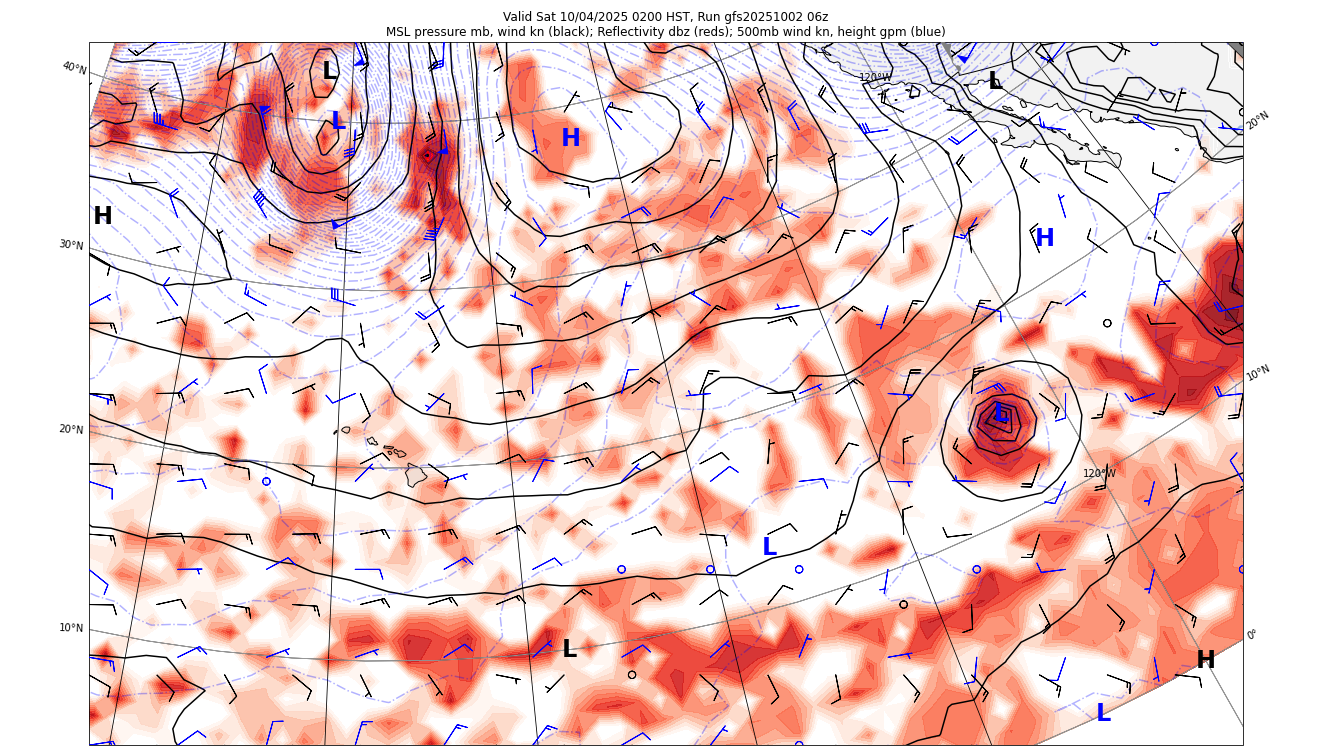 Valid Sat 10/04/2025 0200 HST, Run gfs20251002 06z
MSL pressure mb, wind kn (black); Reflectivity dbz (reds); 500mb wind kn, height gpm (blue)
40°N
L
120°W
L
L
20°N
H
H
30°N
H
10°N
L
20°N
120°W
L
10°N
L
0°
H
L